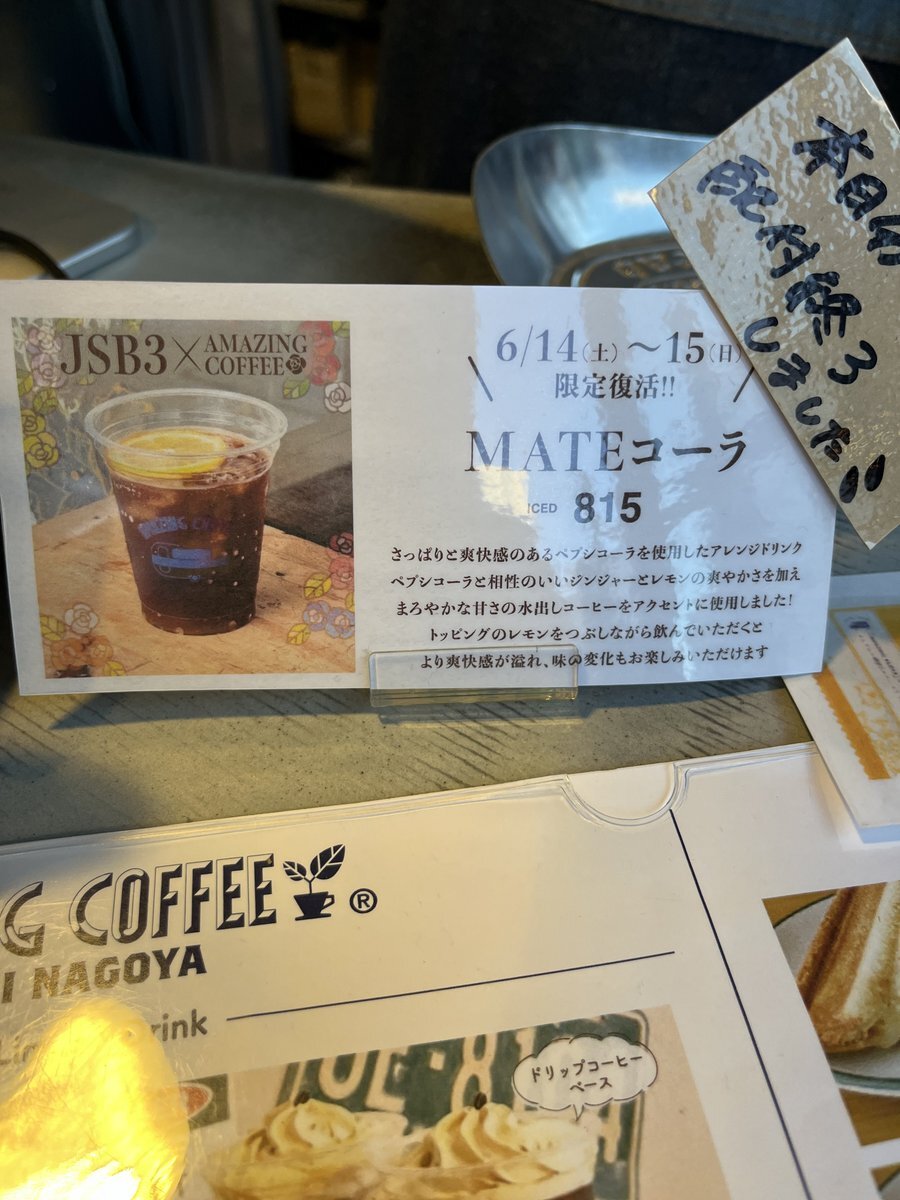 JSB3×AMAZING COFFEE
6/14(土)〜15(日)
限定復活!!
MATEコーラ
ICED 815
さっぱりと爽快感のあるペプシコーラを使用したアレンジドリンク
ペプシコーラと相性のいいジンジャーとレモンの爽やかさを加え
まろやかな甘さの水出しコーヒーをアクセントに使用しました!
トッピングのレモンをつぶしながら飲んでいただくと
より爽快感が溢れ、味の変化もお楽しみいただけます
本日分
配付終了
しました
G COFFEE®
I NAGOYA
rink
ドリップコーヒー
ベース